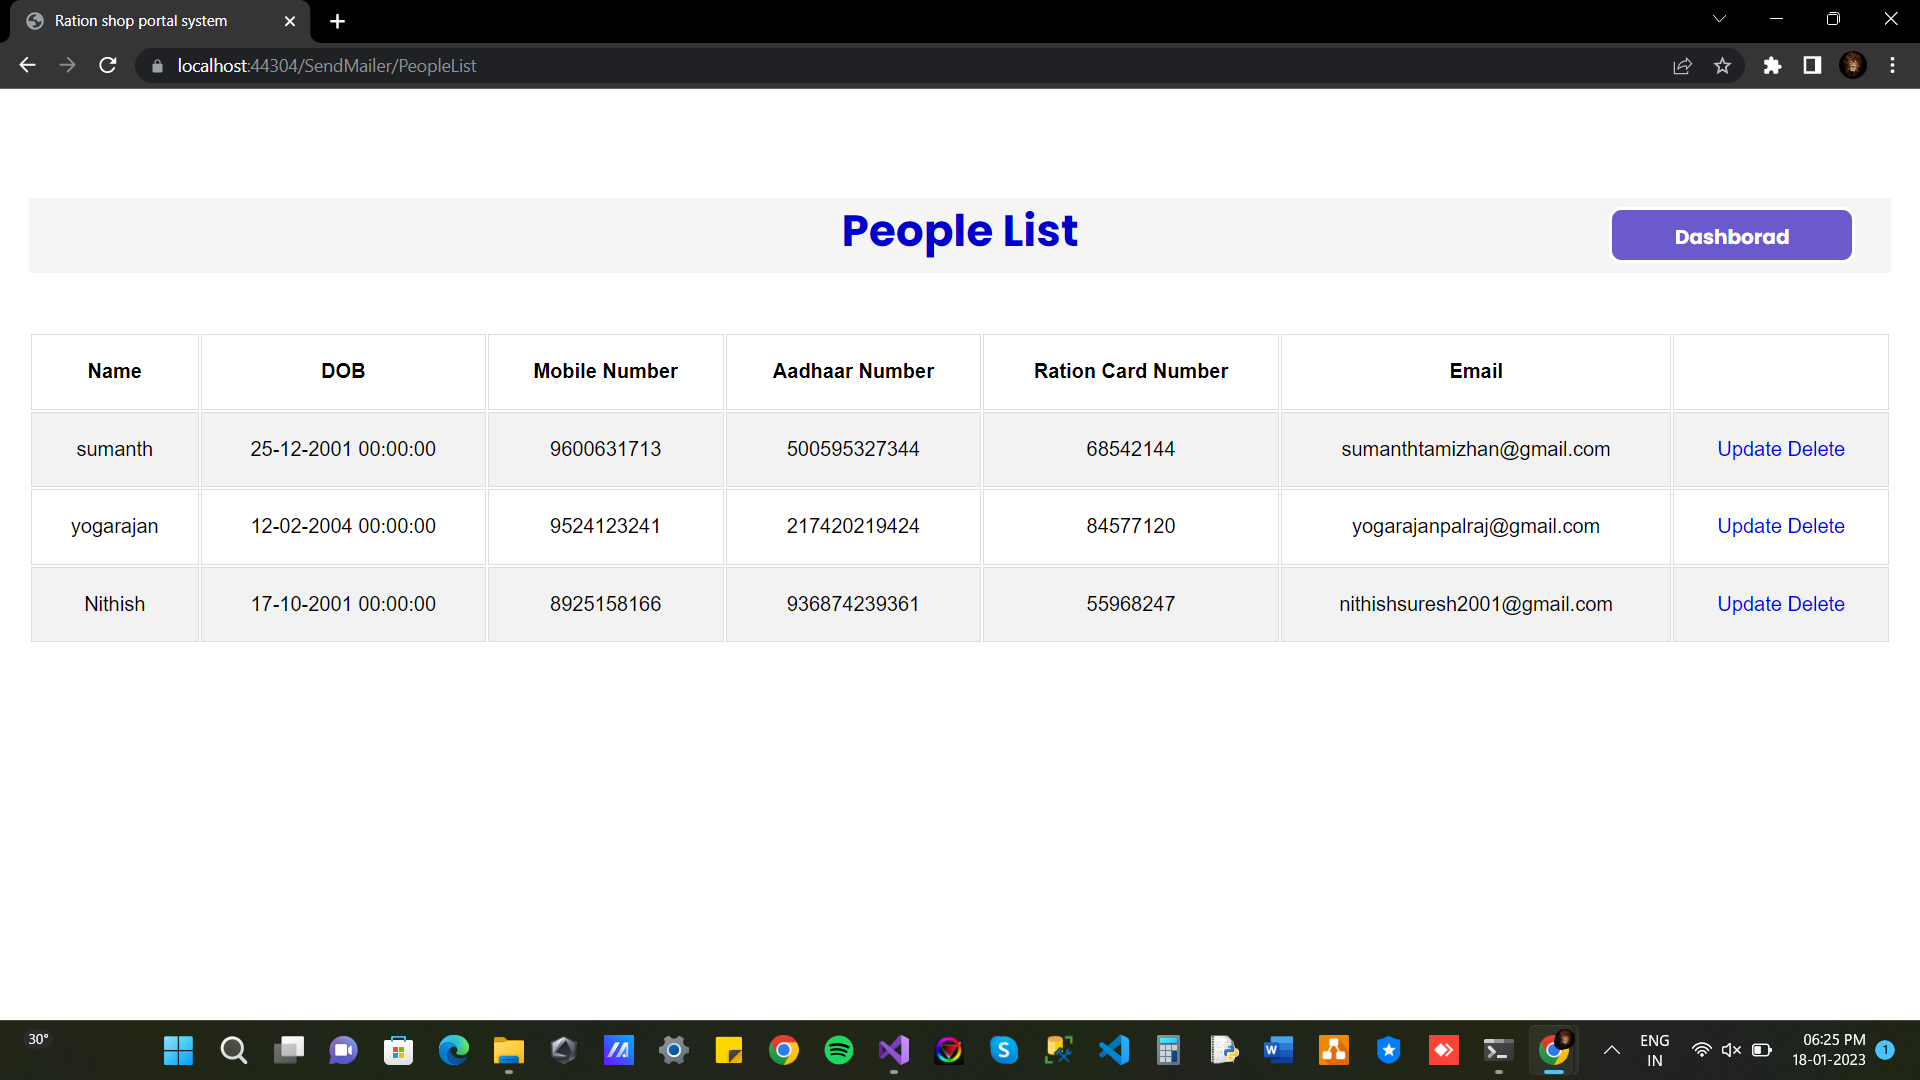 Ration shop portal system
localhost:44304/SendMailer/PeopleList
People List
Dashborad
Name DOB Mobile Number Aadhaar Number Ration Card Number Email
sumanth 25-12-2001 00:00:00 9600631713 500595327344 68542144 sumanthtamizhan@gmail.com Update Delete
yogarajan 12-02-2004 00:00:00 9524123241 217420219424 84577120 yogarajanpalraj@gmail.com Update Delete
Nithish 17-10-2001 00:00:00 8925158166 936874239361 55968247 nithishsuresh2001@gmail.com Update Delete
30°
ENG
IN
06:25 PM
18-01-2023
1